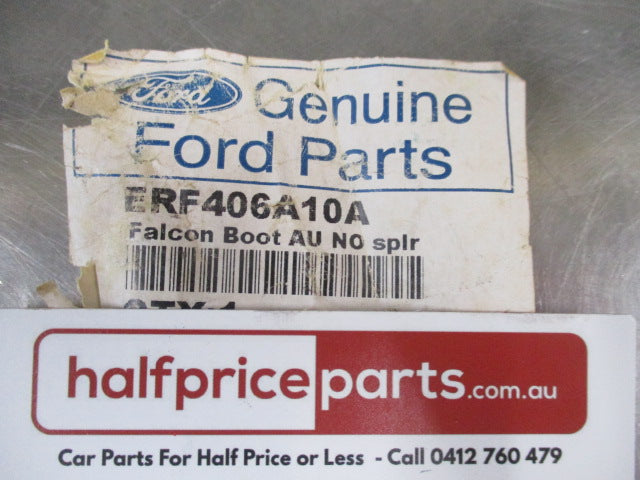 Ford Genuine
Ford Parts
ERF406A10A
Falcon Boot AU NO splr
halfpriceparts.com.au
Car Parts For Half Price or Less - Call 0412 760 479